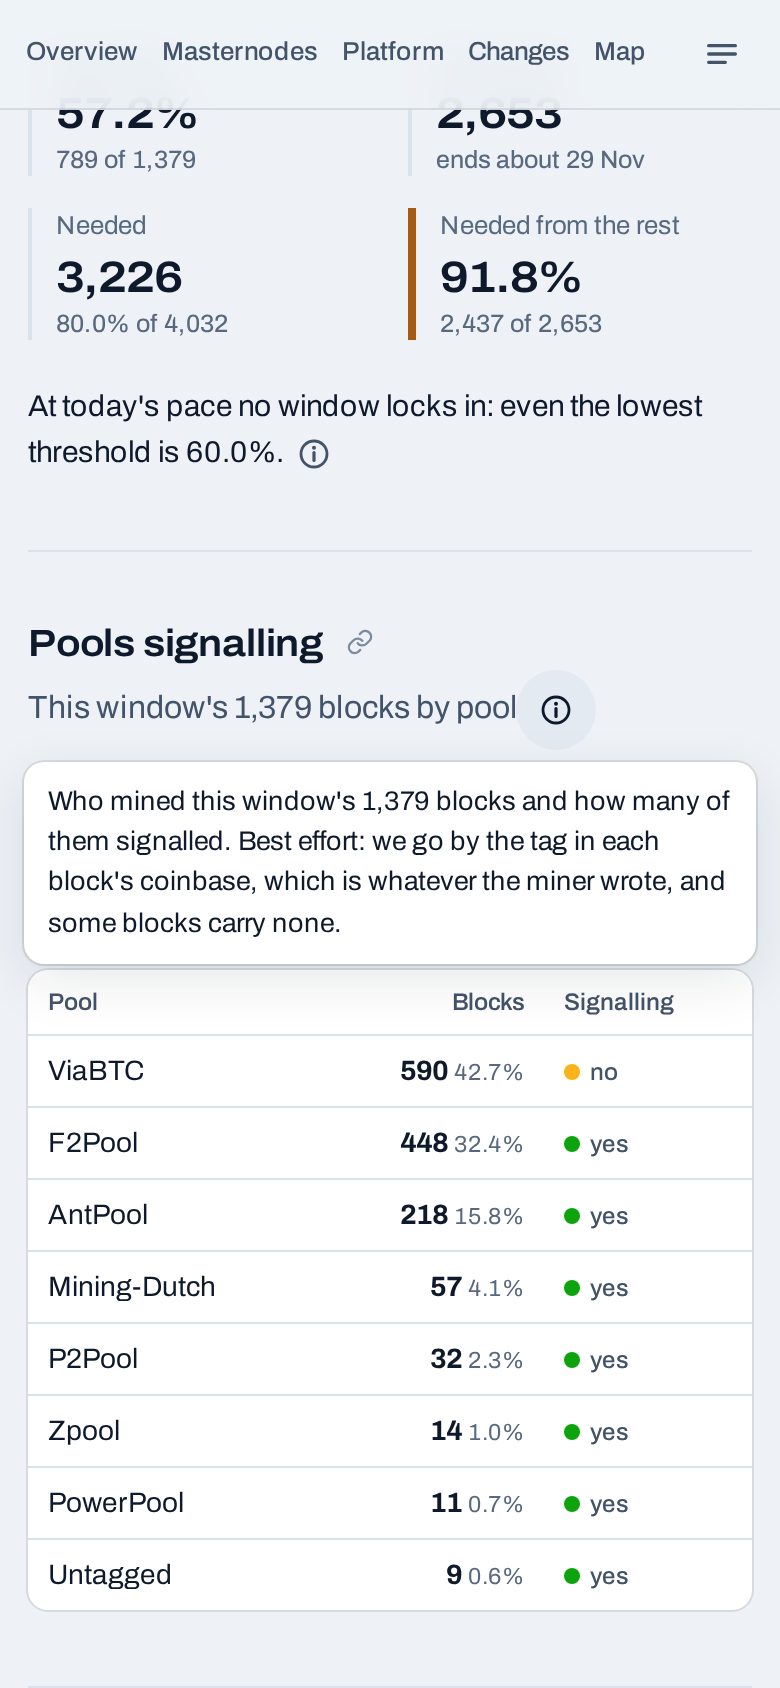 Overview Masternodes Platform Changes Map
57.2%
789 of 1,379
2,653
ends about 29 Nov
Needed
3,226
80.0% of 4,032
Needed from the rest
91.8%
2,437 of 2,653
At today's pace no window locks in: even the lowest
threshold is 60.0%.
Pools signalling
This window's 1,379 blocks by pool
Who mined this window's 1,379 blocks and how many of
them signalled. Best effort: we go by the tag in each
block's coinbase, which is whatever the miner wrote, and
some blocks carry none.
Pool Blocks Signalling
ViaBTC 590 42.7% no
F2Pool 448 32.4% yes
AntPool 218 15.8% yes
Mining-Dutch 57 4.1% yes
P2Pool 32 2.3% yes
Zpool 14 1.0% yes
PowerPool 11 0.7% yes
Untagged 9 0.6% yes